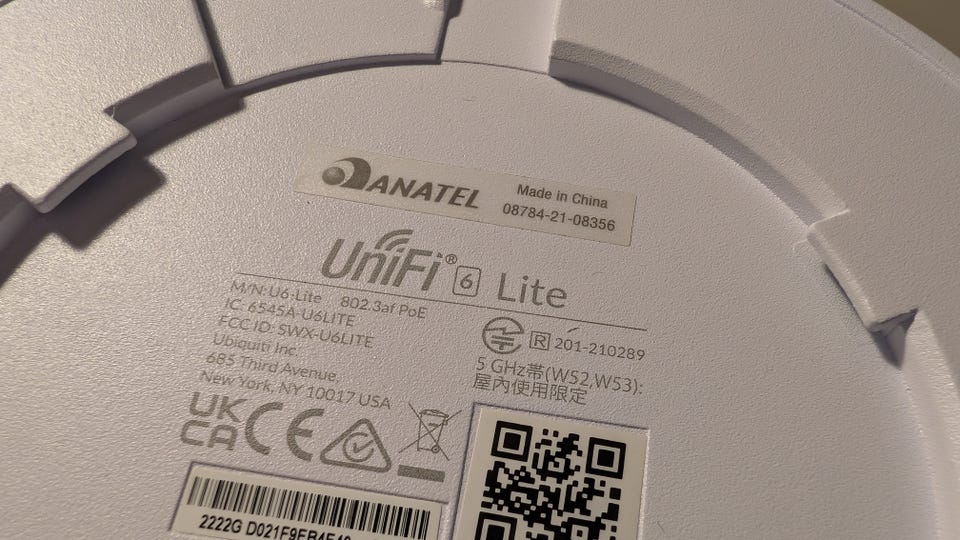 ANATEL
Made in China
08784-21-08356
UniFi® 6 Lite
M/N: U6-Lite 802.3af PoE
IC: 6545A-U6LITE
FCC ID: SWX-U6LITE
Ubiquiti Inc.
685 Third Avenue,
New York, NY 10017 USA
R 201-210289
5 GHz帯(W52,W53):
屋内使用限定
UK
CA CE
2222G